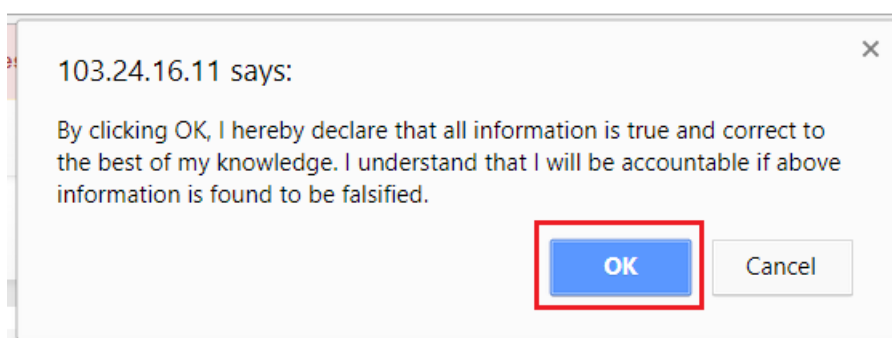 103.24.16.11 says:
By clicking OK, I hereby declare that all information is true and correct to
the best of my knowledge. I understand that I will be accountable if above
information is found to be falsified.
OK Cancel